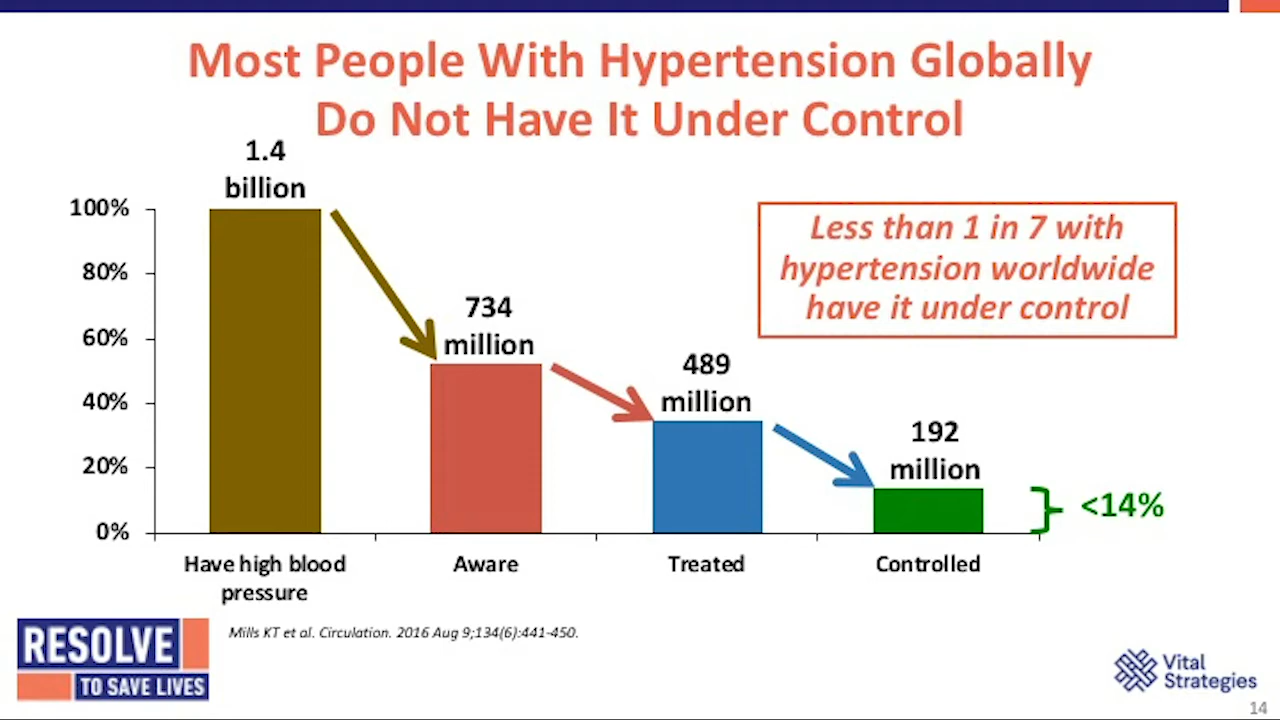 Most People With Hypertension Globally
Do Not Have It Under Control
1.4
billion
100%
80%
60%
40%
20%
0%
734
million
489
million
192
million
Less than 1 in 7 with
hypertension worldwide
have it under control
<14%
Have high blood
pressure
Aware
Treated
Controlled
Mills KT et al. Circulation. 2016 Aug 9;134(6):441-450.
RESOLVE
TO SAVE LIVES
Vital
Strategies
14